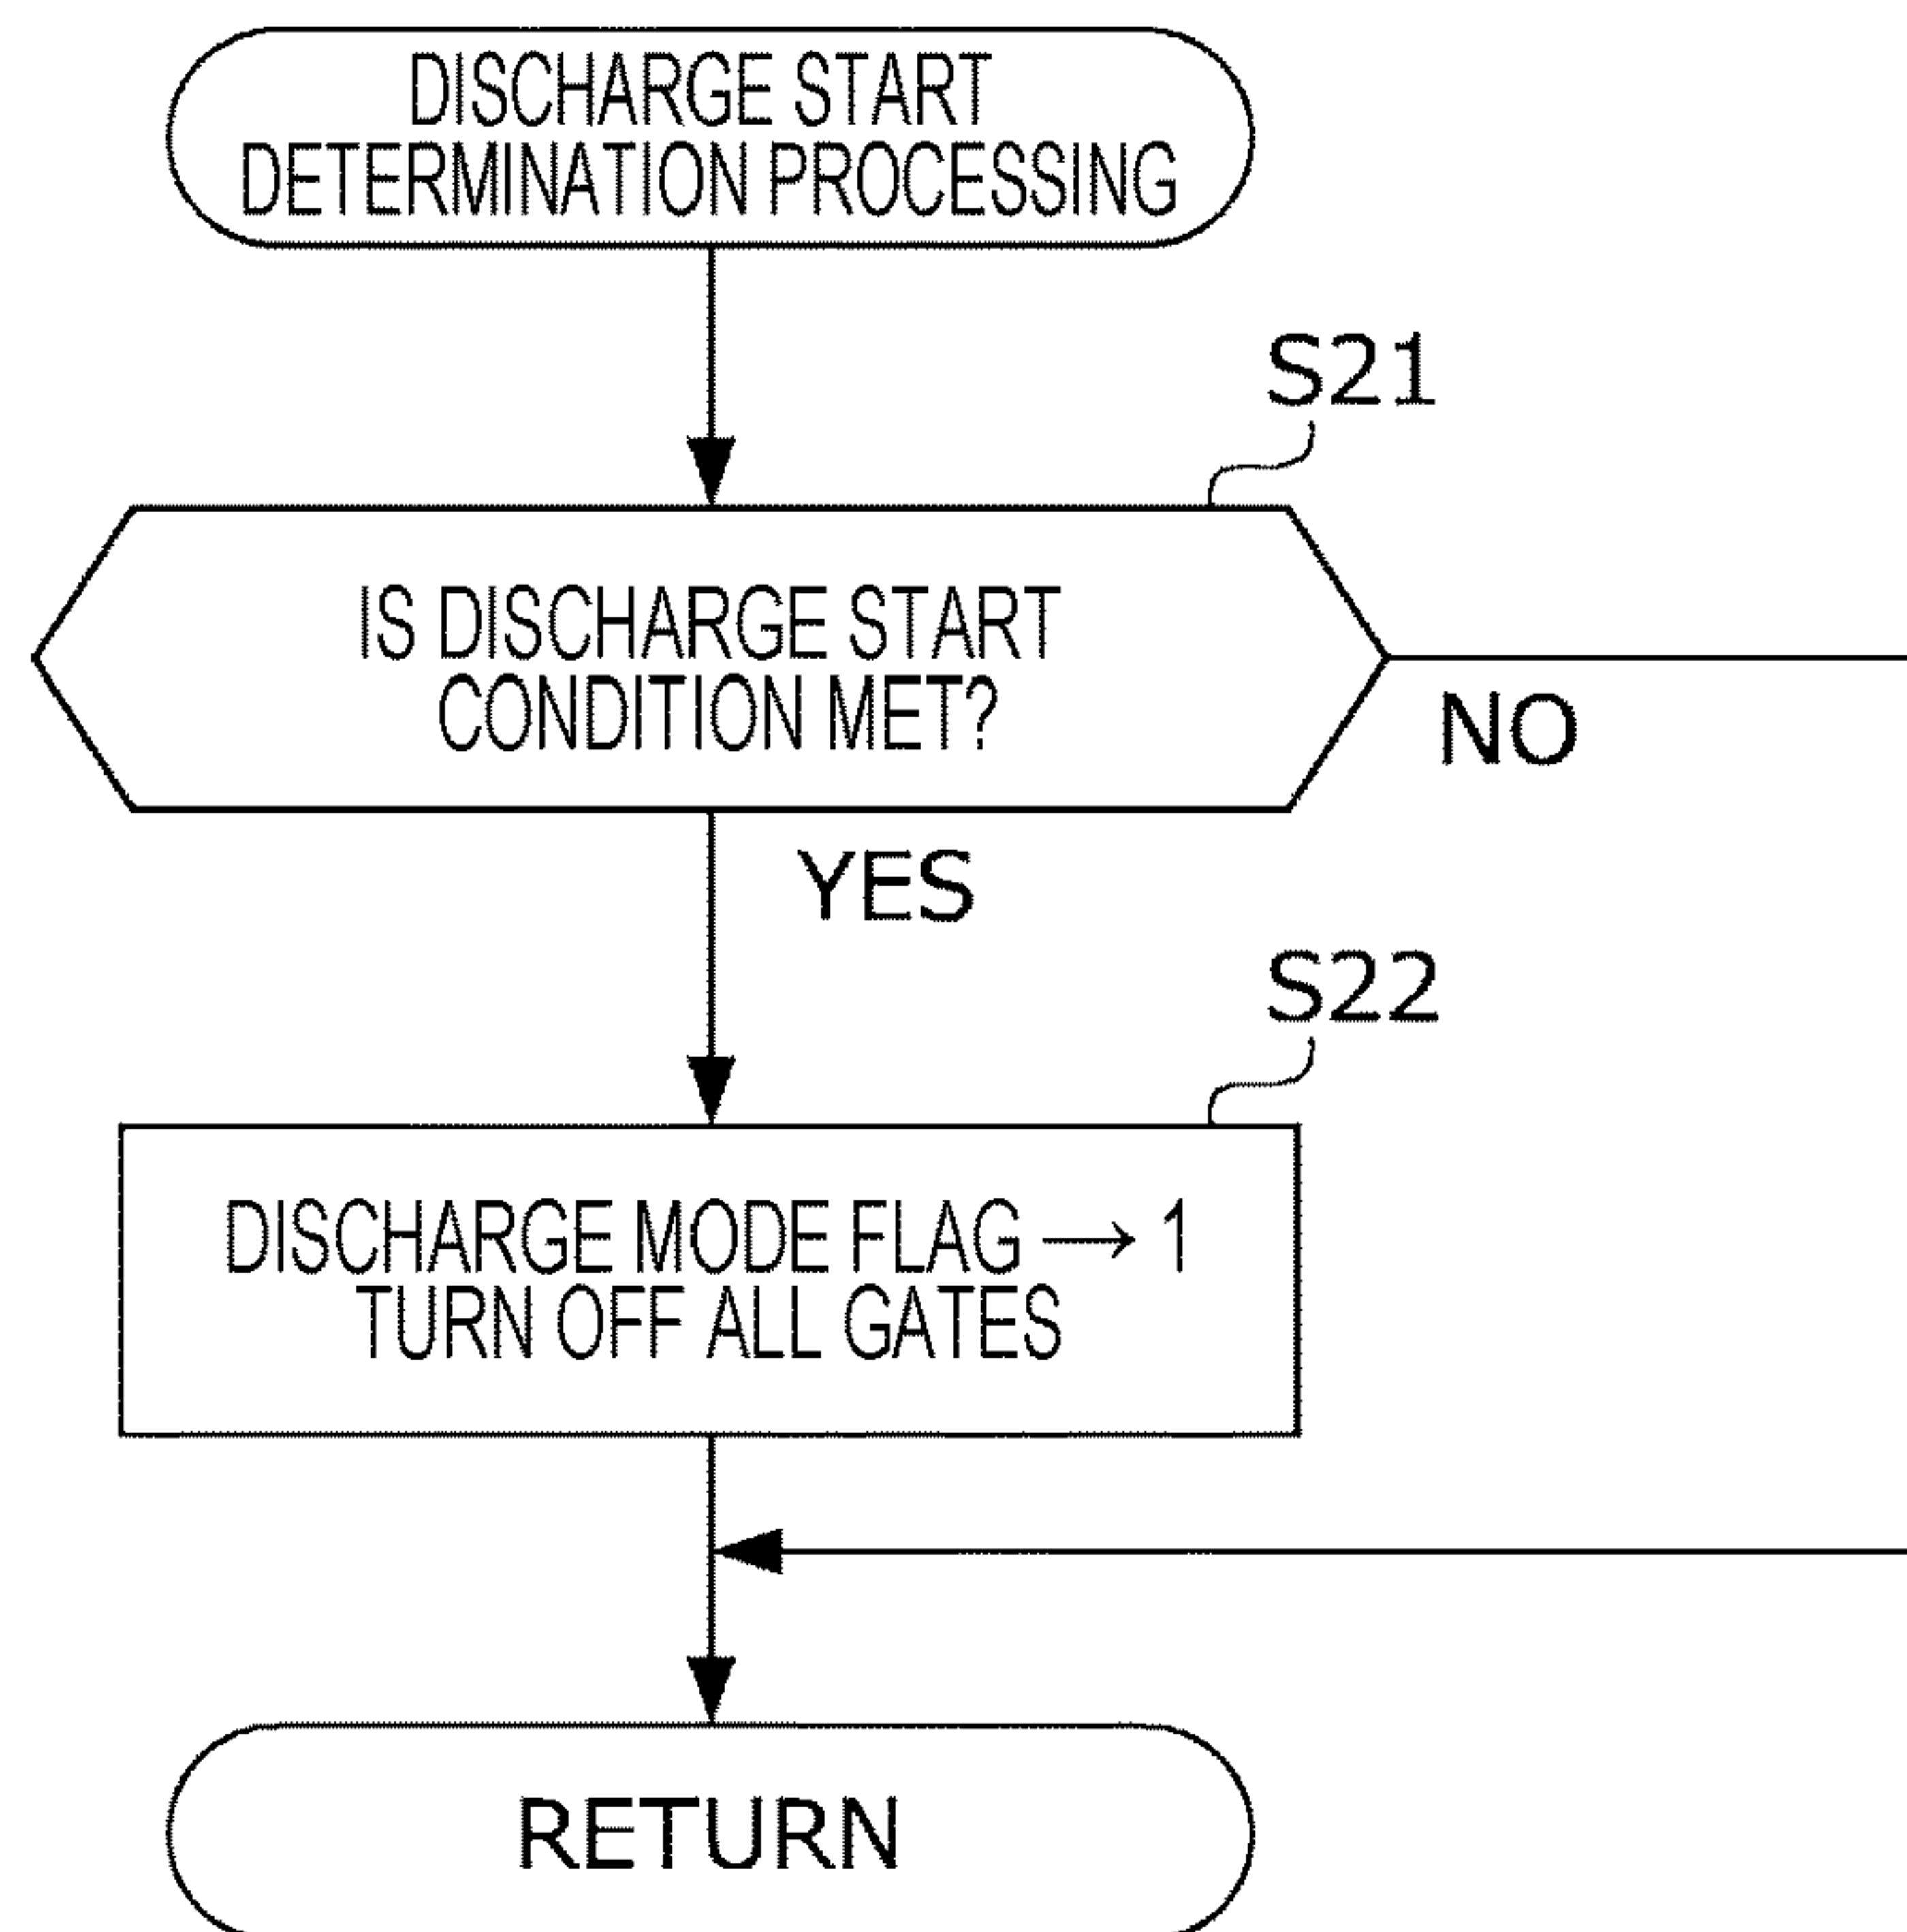 DISCHARGE START
DETERMINATION PROCESSING
S21
IS DISCHARGE START
CONDITION MET?
NO
YES
S22
DISCHARGE MODE FLAG → 1
TURN OFF ALL GATES
RETURN